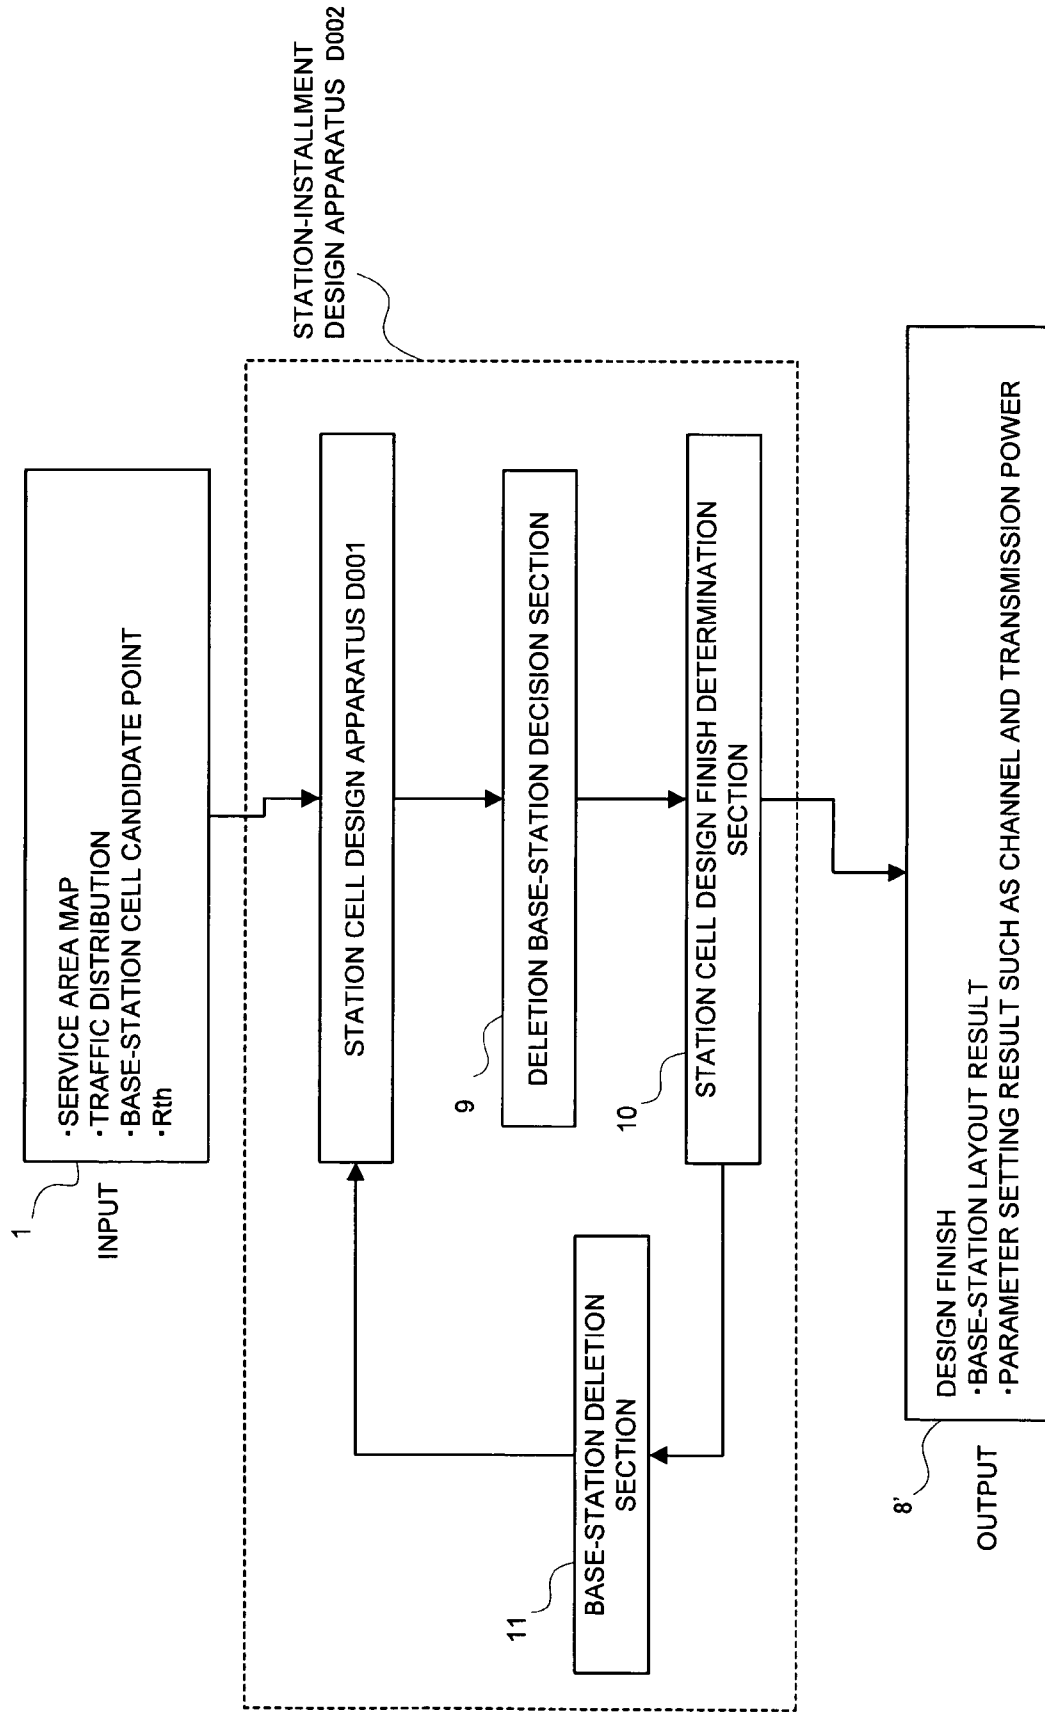 1
INPUT
·SERVICE AREA MAP
·TRAFFIC DISTRIBUTION
·BASE-STATION CELL CANDIDATE POINT
·Rth
STATION-INSTALLMENT
DESIGN APPARATUS D002
STATION CELL DESIGN APPARATUS D001
9
DELETION BASE-STATION DECISION SECTION
10
STATION CELL DESIGN FINISH DETERMINATION
SECTION
11
BASE-STATION DELETION
SECTION
8'
OUTPUT
DESIGN FINISH
·BASE-STATION LAYOUT RESULT
·PARAMETER SETTING RESULT SUCH AS CHANNEL AND TRANSMISSION POWER